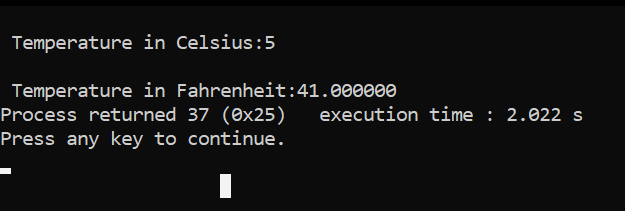 Temperature in Celsius:5
Temperature in Fahrenheit:41.000000
Process returned 37 (0x25)   execution time : 2.022 s
Press any key to continue.